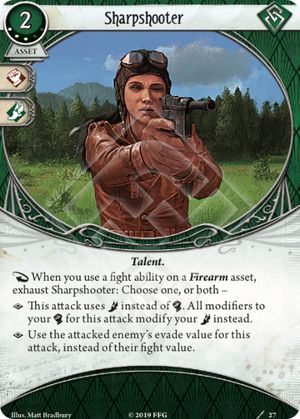 2
Sharpshooter
ASSET
Talent.
When you use a fight ability on a Firearm asset,
exhaust Sharpshooter: Choose one, or both –
This attack uses instead of . All modifiers to
your for this attack modify your instead.
Use the attacked enemy's evade value for this
attack, instead of their fight value.
Illus. Matt Bradbury
© 2019 FFG
27